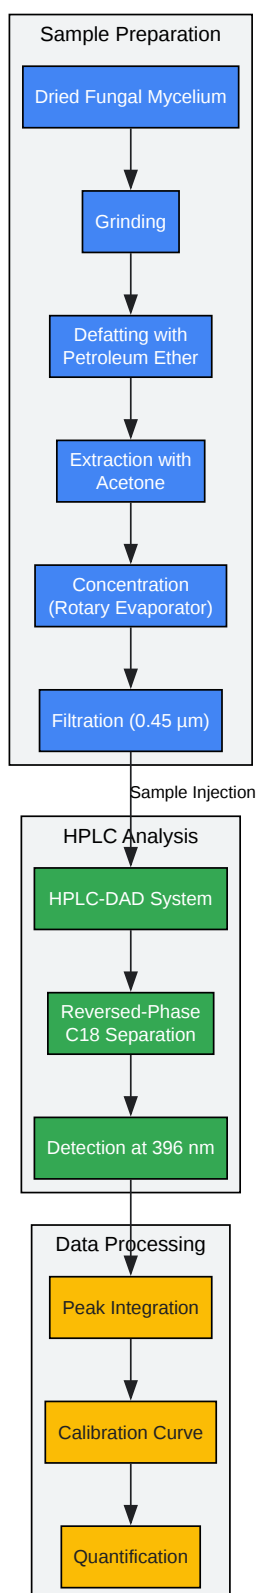 Sample Preparation
Dried Fungal Mycelium
Grinding
Defatting with
Petroleum Ether
Extraction with
Acetone
Concentration
(Rotary Evaporator)
Filtration (0.45 µm)
Sample Injection
HPLC Analysis
HPLC-DAD System
Reversed-Phase
C18 Separation
Detection at 396 nm
Data Processing
Peak Integration
Calibration Curve
Quantification